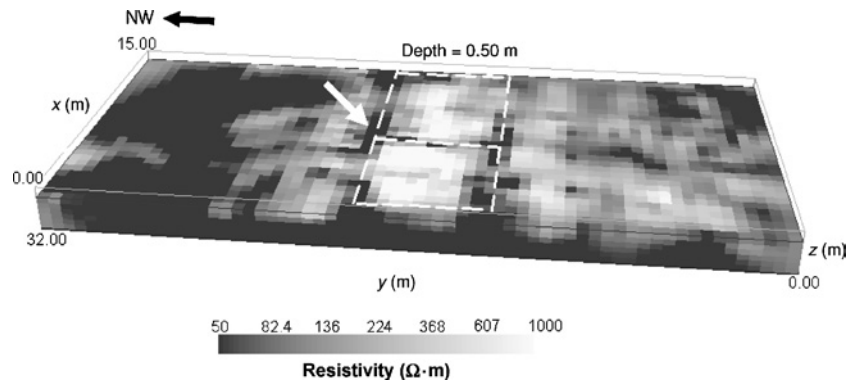 NW
15.00
Depth = 0.50 m
x (m)
0.00
32.00
z (m)
0.00
y (m)
50 82.4 136 224 368 607 1000
Resistivity (Ω·m)